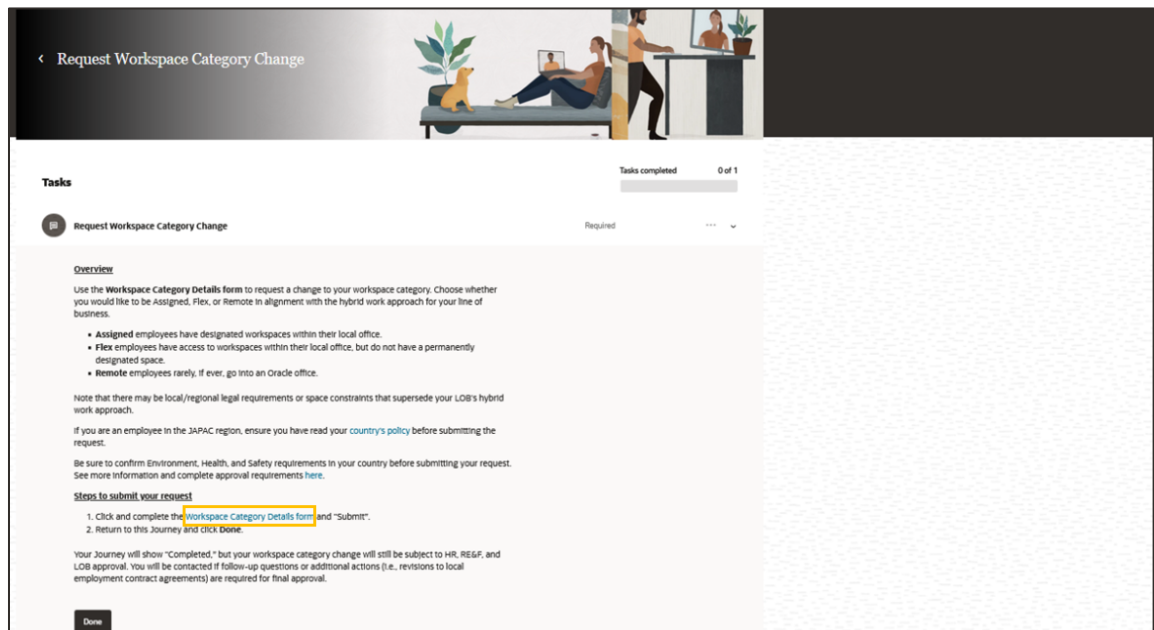 Request Workspace Category Change
Tasks completed 0 of 1
Tasks
Request Workspace Category Change Required
Overview
Use the Workspace Category Details form to request a change to your workspace category. Choose whether
you would like to be Assigned, Flex, or Remote in alignment with the hybrid work approach for your line of
business.
• Assigned employees have designated workspaces within their local office.
• Flex employees have access to workspaces within their local office, but do not have a permanently
designated space.
• Remote employees rarely, if ever, go into an Oracle office.
Note that there may be local/regional legal requirements or space constraints that supersede your LOB's hybrid
work approach.
If you are an employee in the JAPAC region, ensure you have read your country's policy before submitting the
request.
Be sure to confirm Environment, Health, and Safety requirements in your country before submitting your request.
See more information and complete approval requirements here.
Steps to submit your request
1. Click and complete the Workspace Category Details form and "Submit".
2. Return to this Journey and click Done.
Your Journey will show "Completed," but your workspace category change will still be subject to HR, RE&F, and
LOB approval. You will be contacted if follow-up questions or additional actions (i.e., revisions to local
employment contract agreements) are required for final approval.
Done